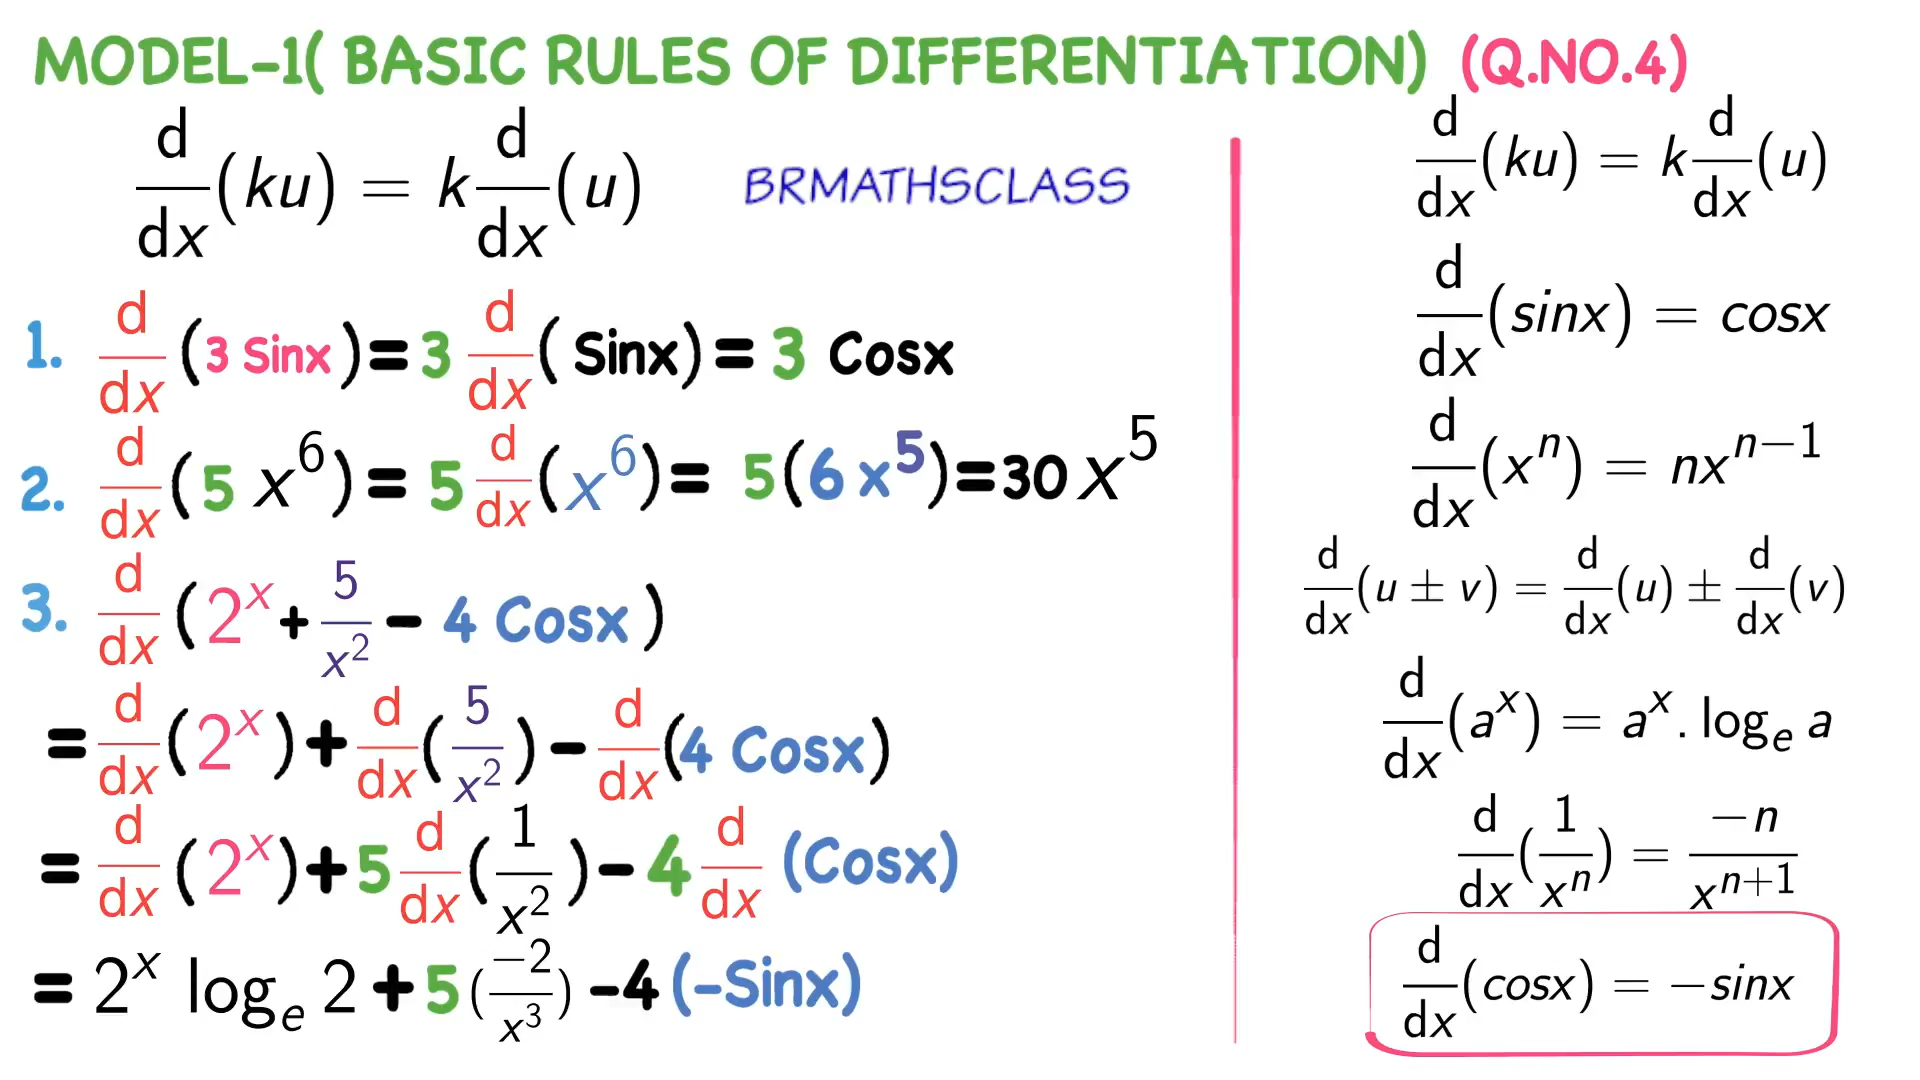 MODEL-1( BASIC RULES OF DIFFERENTIATION) (Q.NO.4)
d/dx(ku) = k d/dx(u)
BRMATHSCLASS
1. d/dx(3 Sinx)=3 d/dx( Sinx)= 3 Cosx
2. d/dx(5 x^6)= 5 d/dx(x^6)= 5(6 x^5)=30 x^5
3. d/dx(2^x + 5/x^2 - 4 Cosx)
= d/dx(2^x)+d/dx(5/x^2)-d/dx(4 Cosx)
= d/dx(2^x)+5 d/dx(1/x^2)-4 d/dx (Cosx)
= 2^x log_e 2 +5(-2/x^3) -4(-Sinx)
d/dx(ku) = k d/dx(u)
d/dx(sinx) = cosx
d/dx(x^n) = nx^(n-1)
d/dx(u ± v) = d/dx(u) ± d/dx(v)
d/dx(a^x) = a^x. log_e a
d/dx(1/x^n) = -n/x^(n+1)
d/dx(cosx) = -sinx